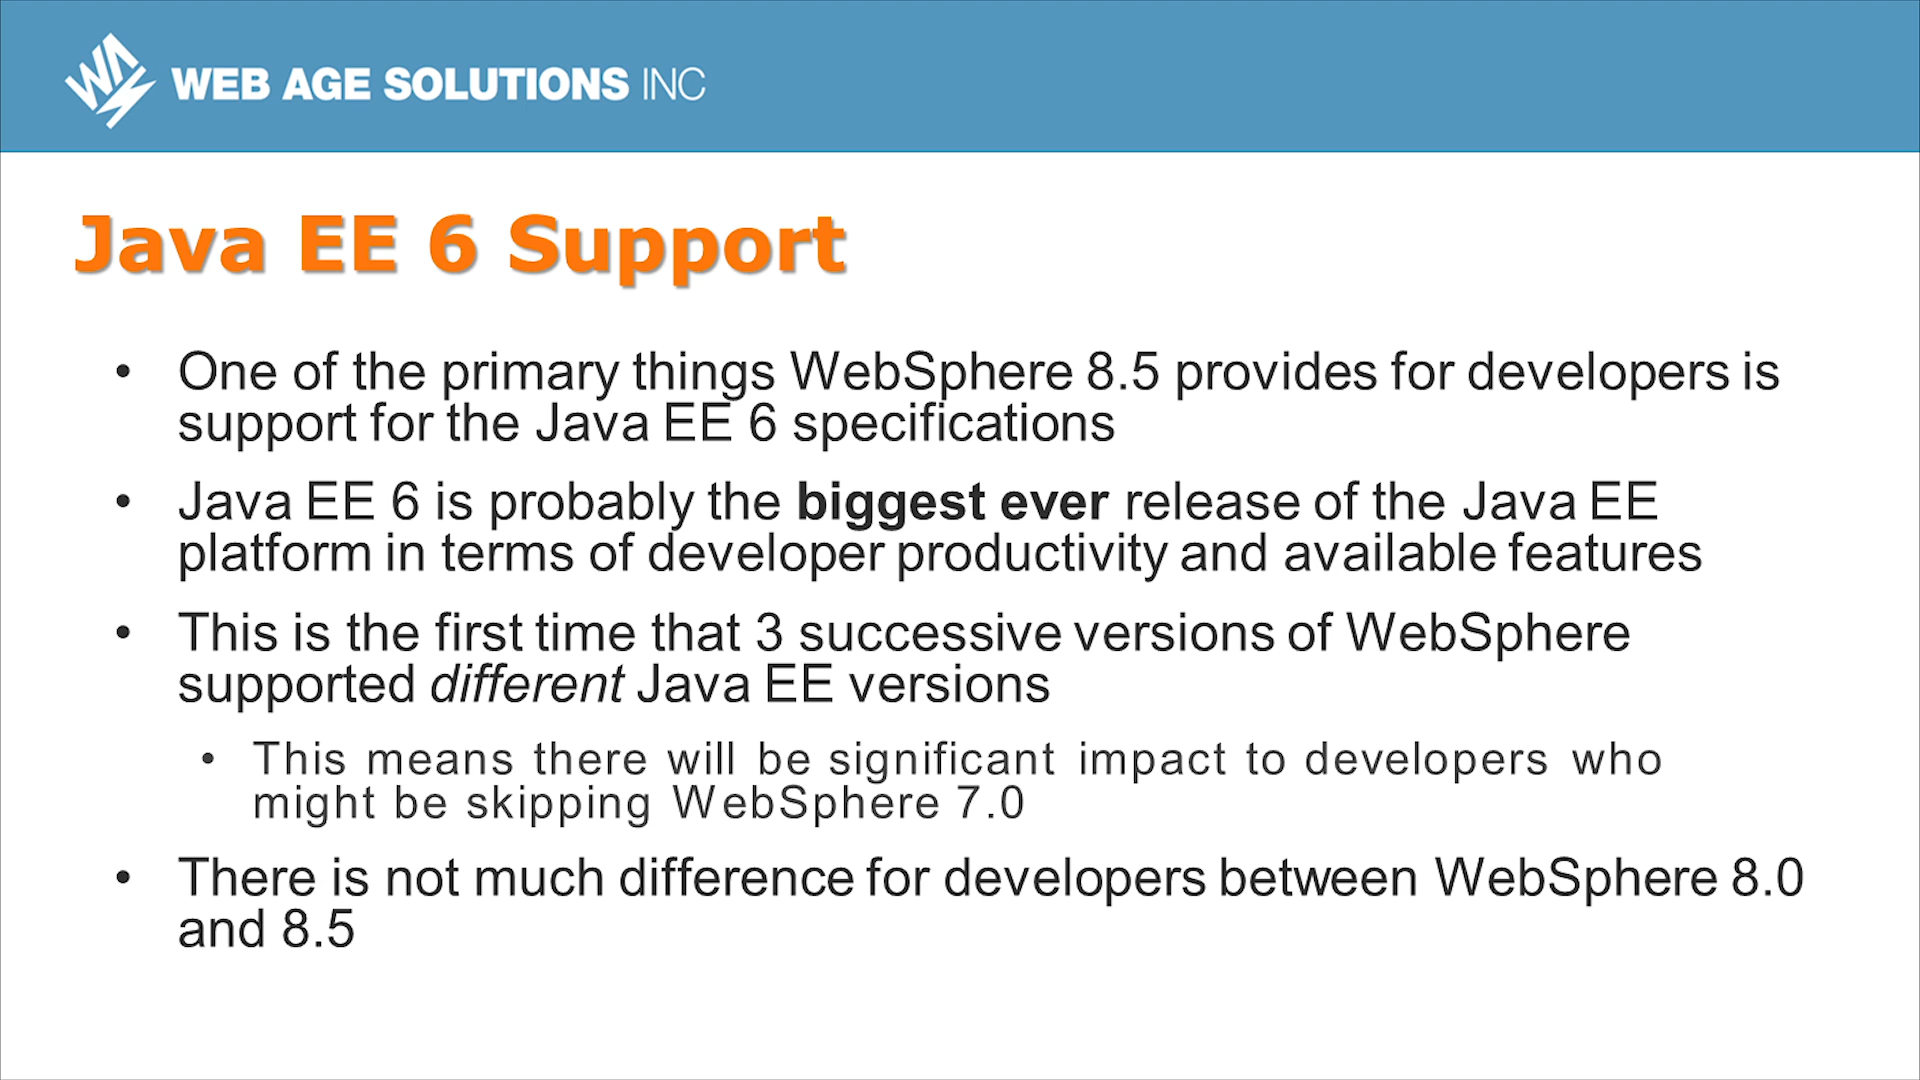 WEB AGE SOLUTIONS INC
Java EE 6 Support
• One of the primary things WebSphere 8.5 provides for developers is
support for the Java EE 6 specifications
• Java EE 6 is probably the biggest ever release of the Java EE
platform in terms of developer productivity and available features
• This is the first time that 3 successive versions of WebSphere
supported different Java EE versions
• This means there will be significant impact to developers who
might be skipping WebSphere 7.0
• There is not much difference for developers between WebSphere 8.0
and 8.5